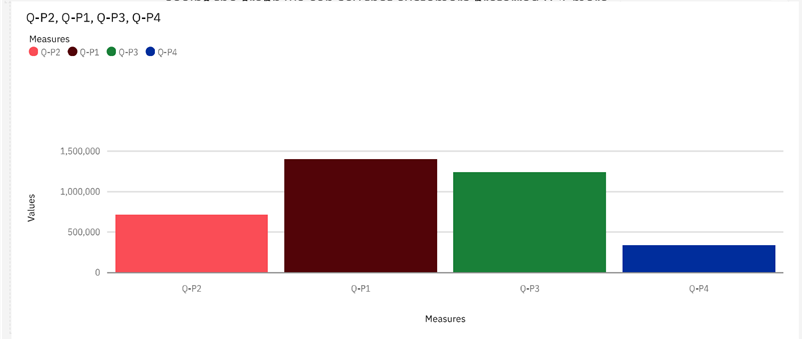 Q-P2, Q-P1, Q-P3, Q-P4
Measures
Q-P2 Q-P1 Q-P3 Q-P4
1,500,000
1,000,000
500,000
0
Values
Q-P2 Q-P1 Q-P3 Q-P4
Measures